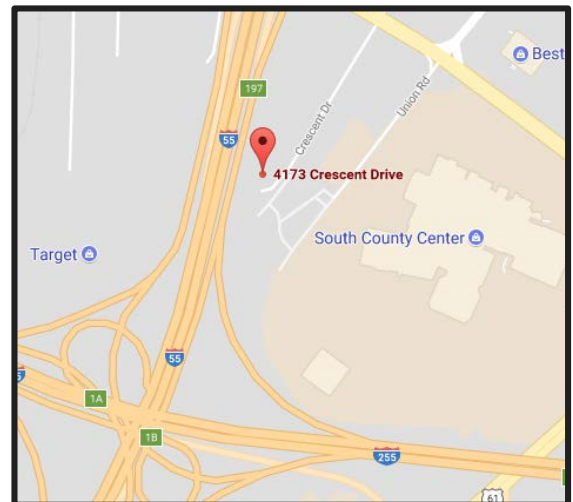 Best
197
Crescent Dr
Union Rd
55
4173 Crescent Drive
South County Center
Target
55
1A
1B
255
61